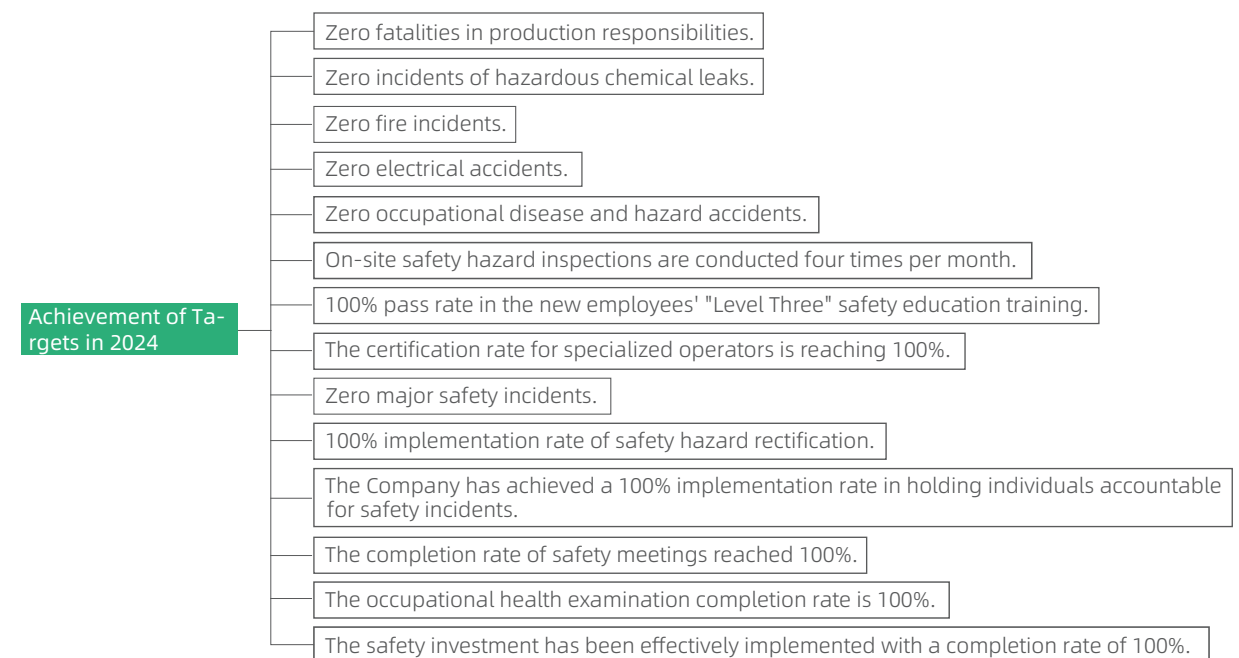 Zero fatalities in production responsibilities.
Zero incidents of hazardous chemical leaks.
Zero fire incidents.
Zero electrical accidents.
Zero occupational disease and hazard accidents.
On-site safety hazard inspections are conducted four times per month.
100% pass rate in the new employees' "Level Three" safety education training.
Achievement of Ta-
rgets in 2024
The certification rate for specialized operators is reaching 100%.
Zero major safety incidents.
100% implementation rate of safety hazard rectification.
The Company has achieved a 100% implementation rate in holding individuals accountable
for safety incidents.
The completion rate of safety meetings reached 100%.
The occupational health examination completion rate is 100%.
The safety investment has been effectively implemented with a completion rate of 100%.